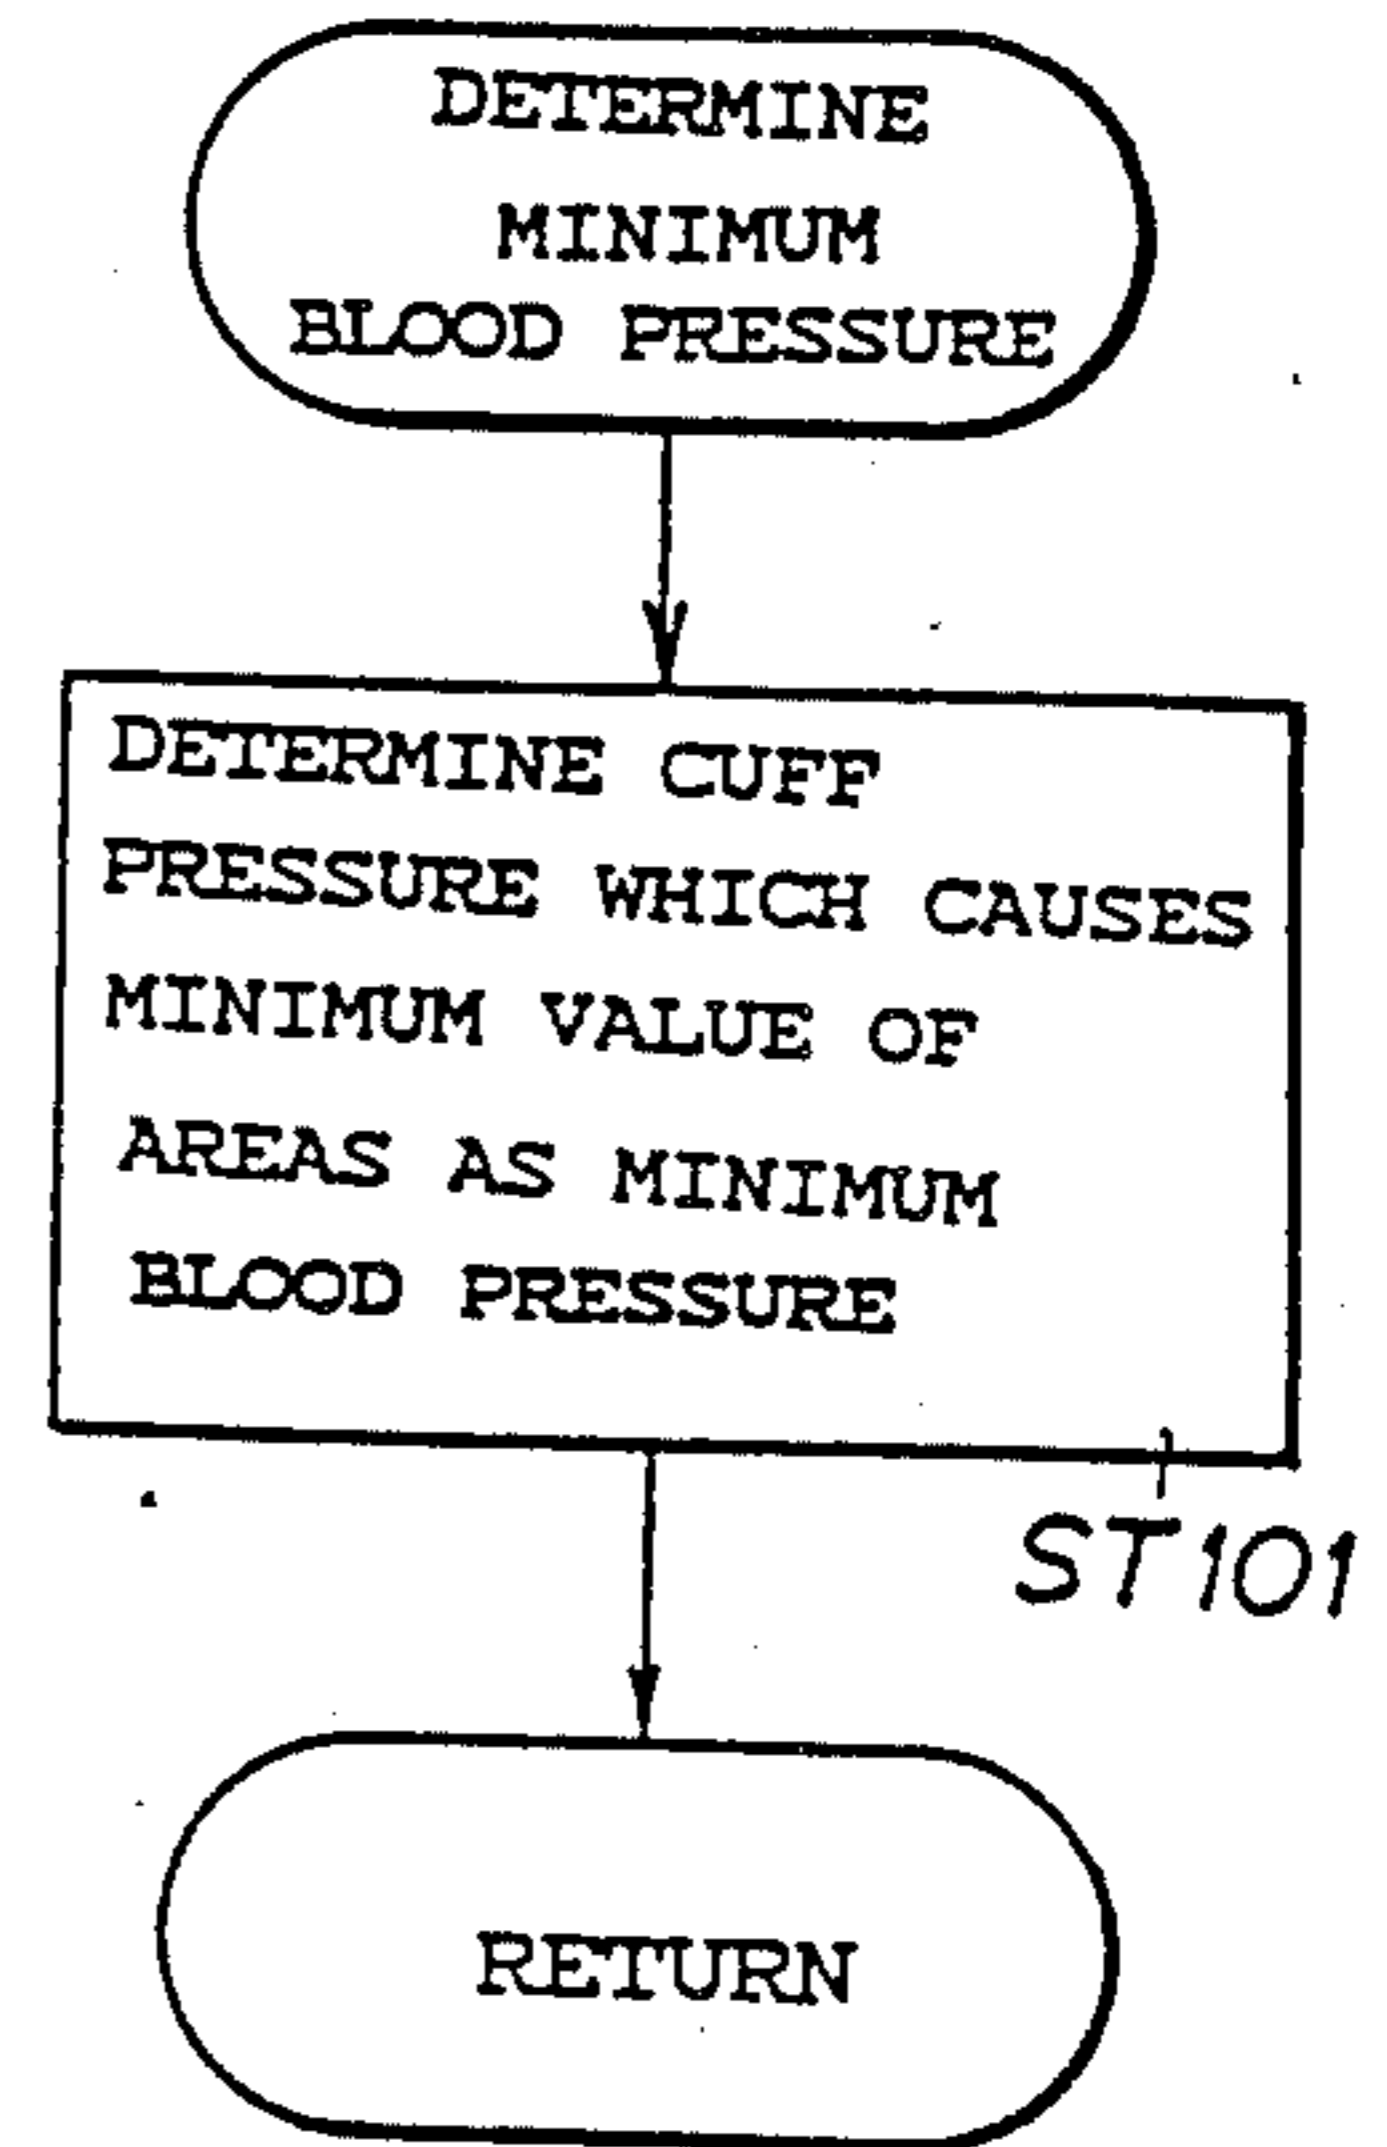 DETERMINE
MINIMUM
BLOOD PRESSURE
DETERMINE CUFF
PRESSURE WHICH CAUSES
MINIMUM VALUE OF
AREAS AS MINIMUM
BLOOD PRESSURE
ST101
RETURN